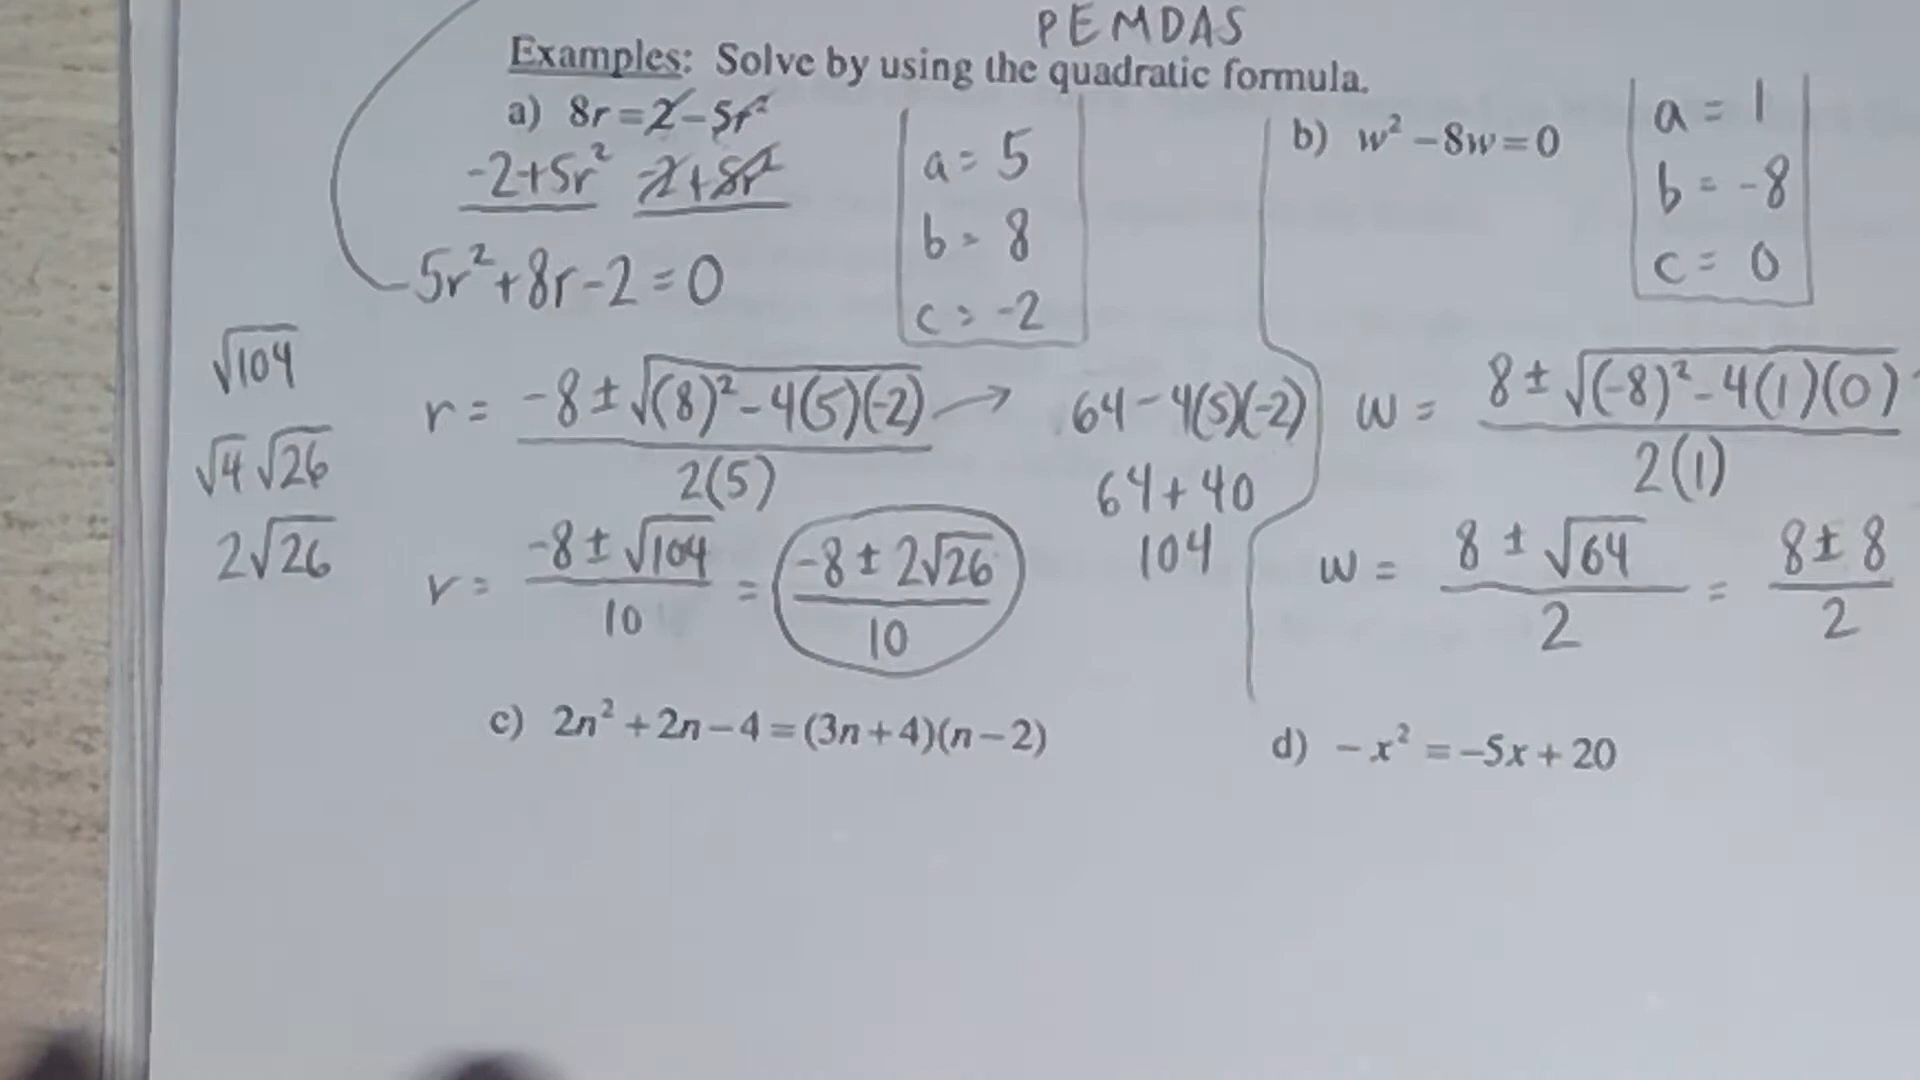 PEMDAS
Examples: Solve by using the quadratic formula.
a) 8r = 2 - 5r²
-2+5r² -2+5r²
5r²+8r-2=0
a = 5
b = 8
c = -2
r = (-8 ± √((8)²-4(5)(-2))) / 2(5)
64-4(5)(-2)
64+40
104
√104
√4 √26
2√26
r = (-8 ± √104) / 10 = (-8 ± 2√26) / 10
b) w² - 8w = 0
a = 1
b = -8
c = 0
w = (8 ± √((-8)²-4(1)(0))) / 2(1)
w = (8 ± √64) / 2 = (8 ± 8) / 2
c) 2n² + 2n - 4 = (3n + 4)(n - 2)
d) -x² = -5x + 20